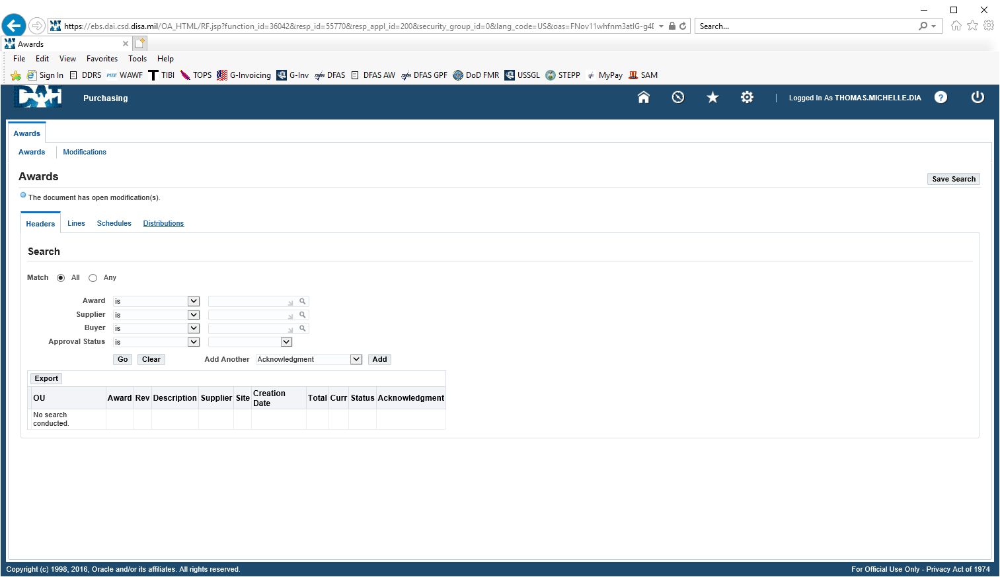 https://ebs.dai.csd.disa.mil/OA_HTML/RF.jsp?function_id=36042&resp_id=55770&resp_appl_id=200&security_group_id=0&lang_code=US&oas=FNov11whfnm3atIG-g4I
Search...
Awards
File Edit View Favorites Tools Help
Sign In DDRS PIEE WAWF TIBI TOPS G-Invoicing G-Inv DFAS DFAS AW DFAS GPF DoD FMR USSGL STEPP MyPay SAM
DAI Purchasing | Logged In As THOMAS.MICHELLE.DIA ?
Awards
Awards Modifications
Awards
Save Search
The document has open modification(s).
Headers Lines Schedules Distributions
Search
Match All Any
Award is
Supplier is
Buyer is
Approval Status is
Go Clear Add Another Acknowledgment Add
Export
OU Award Rev Description Supplier Site Creation Date Total Curr Status Acknowledgment
No search
conducted.
Copyright (c) 1998, 2016, Oracle and/or its affiliates. All rights reserved. For Official Use Only - Privacy Act of 1974